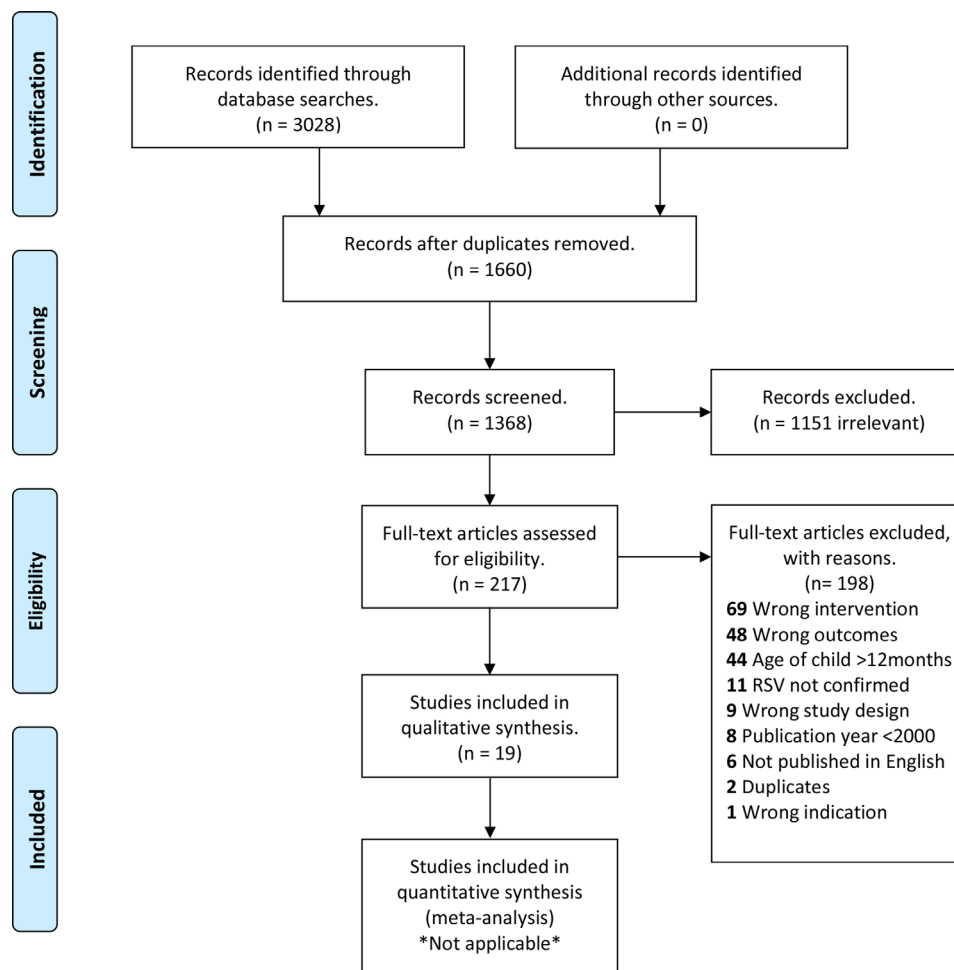 Identification
Records identified through
database searches.
(n = 3028)
Additional records identified
through other sources.
(n = 0)
Records after duplicates removed.
(n = 1660)
Screening
Records screened.
(n = 1368)
Records excluded.
(n = 1151 irrelevant)
Eligibility
Full-text articles assessed
for eligibility.
(n = 217)
Full-text articles excluded,
with reasons.
(n= 198)
69 Wrong intervention
48 Wrong outcomes
44 Age of child >12months
11 RSV not confirmed
9 Wrong study design
8 Publication year <2000
6 Not published in English
2 Duplicates
1 Wrong indication
Studies included in
qualitative synthesis.
(n = 19)
Included
Studies included in
quantitative synthesis
(meta-analysis)
*Not applicable*